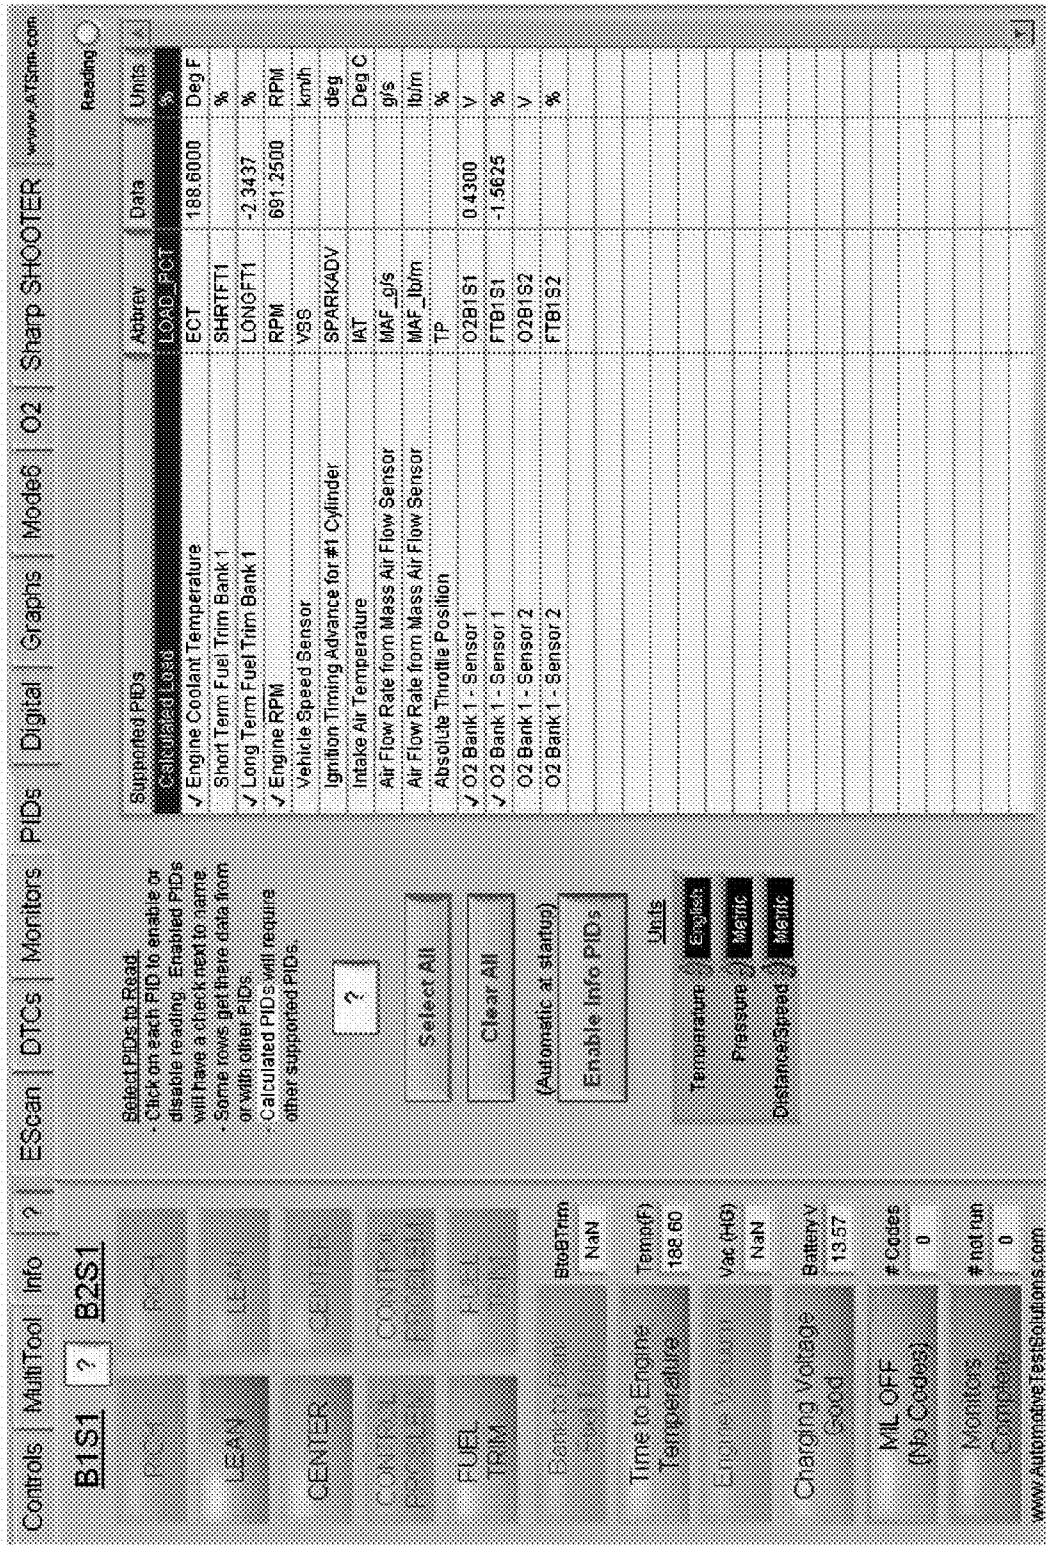 Controls MultiTool Info ? EScan DTCs Monitors PIDs Digital Graphs Mode6 O2 Sharp SHOOTER www.ATSnm.com
B1S1 ? B2S1
LEAN
CENTER CENTER
FUEL TRIM
Time to Engine Temperature
Charging Voltage Good
MIL OFF
(No Codes)
Monitors
Complete
BtoBTrim
NaN
Temp(F)
188.60
Vac (HG)
NaN
Battery V
13.57
# Codes
0
# not run
0
www.AutomotiveTestSolutions.com
Select PIDs to Read:
- Click on each PID to enable or
disable reading. Enabled PIDs
will have a check next to name
- Some rows get there data from
or with other PIDs.
- Calculated PIDs will require
other supported PIDs.
?
Select All
Clear All
(Automatic at startup)
Enable Info PIDs
Units
Temperature English
Pressure Metric
Distance/Speed Metric
Reading
Supported PIDs Abbrev Data Units
Calculated Load LOAD_PCT %
✓ Engine Coolant Temperature ECT 188.6000 Deg F
Short Term Fuel Trim Bank 1 SHRTFT1 %
✓ Long Term Fuel Trim Bank 1 LONGFT1 -2.3437 %
✓ Engine RPM RPM 691.2500 RPM
Vehicle Speed Sensor VSS km/h
Ignition Timing Advance for #1 Cylinder SPARKADV deg
Intake Air Temperature IAT Deg C
Air Flow Rate from Mass Air Flow Sensor MAF_g/s g/s
Air Flow Rate from Mass Air Flow Sensor MAF_lb/m lb/m
Absolute Throttle Position TP %
✓ O2 Bank 1 - Sensor 1 O2B1S1 0.4300 V
✓ O2 Bank 1 - Sensor 1 FTB1S1 -1.5625 %
O2 Bank 1 - Sensor 2 O2B1S2 V
O2 Bank 1 - Sensor 2 FTB1S2 %